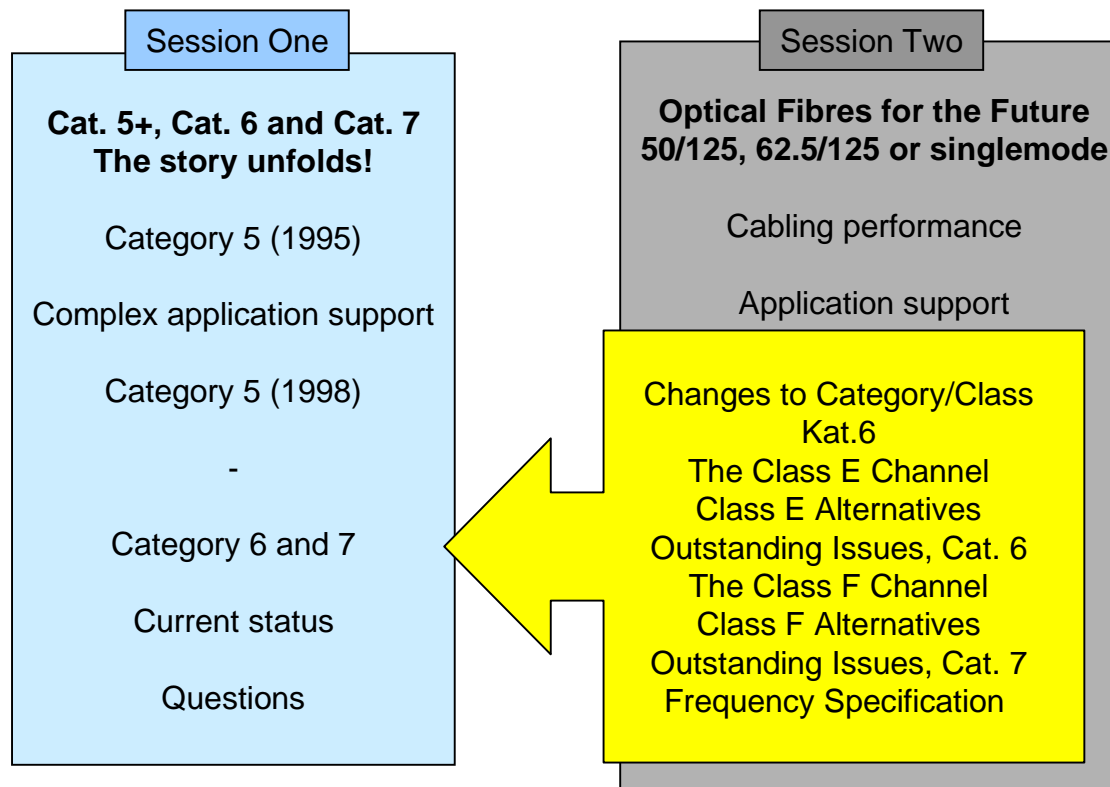 Session One
Cat. 5+, Cat. 6 and Cat. 7
The story unfolds!
Category 5 (1995)
Complex application support
Category 5 (1998)
-
Category 6 and 7
Current status
Questions
Session Two
Optical Fibres for the Future
50/125, 62.5/125 or singlemode
Cabling performance
Application support
Changes to Category/Class
Kat.6
The Class E Channel
Class E Alternatives
Outstanding Issues, Cat. 6
The Class F Channel
Class F Alternatives
Outstanding Issues, Cat. 7
Frequency Specification